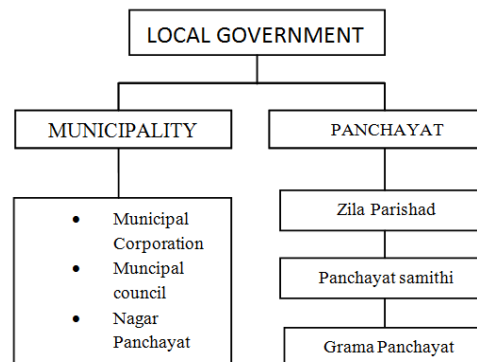 LOCAL GOVERNMENT
MUNICIPALITY
PANCHAYAT
• Municipal
Corporation
• Muncipal
council
• Nagar
Panchayat
Zila Parishad
Panchayat samithi
Grama Panchayat